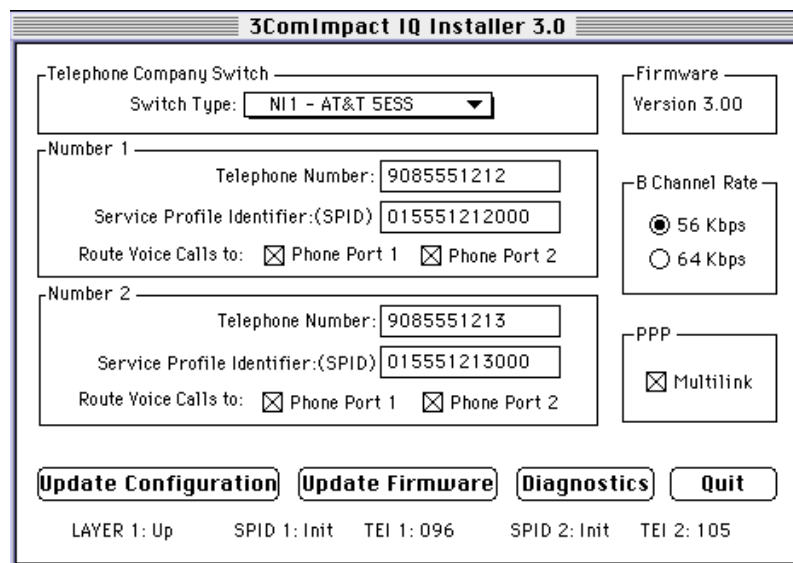 3ComImpact IQ Installer 3.0
Telephone Company Switch
Switch Type: NI1 - AT&T 5ESS
Firmware
Version 3.00
Number 1
Telephone Number: 9085551212
Service Profile Identifier:(SPID) 015551212000
Route Voice Calls to: Phone Port 1 Phone Port 2
B Channel Rate
56 Kbps
64 Kbps
Number 2
Telephone Number: 9085551213
Service Profile Identifier:(SPID) 015551213000
Route Voice Calls to: Phone Port 1 Phone Port 2
PPP
Multilink
Update Configuration Update Firmware Diagnostics Quit
LAYER 1: Up SPID 1: Init TEI 1: 096 SPID 2: Init TEI 2: 105